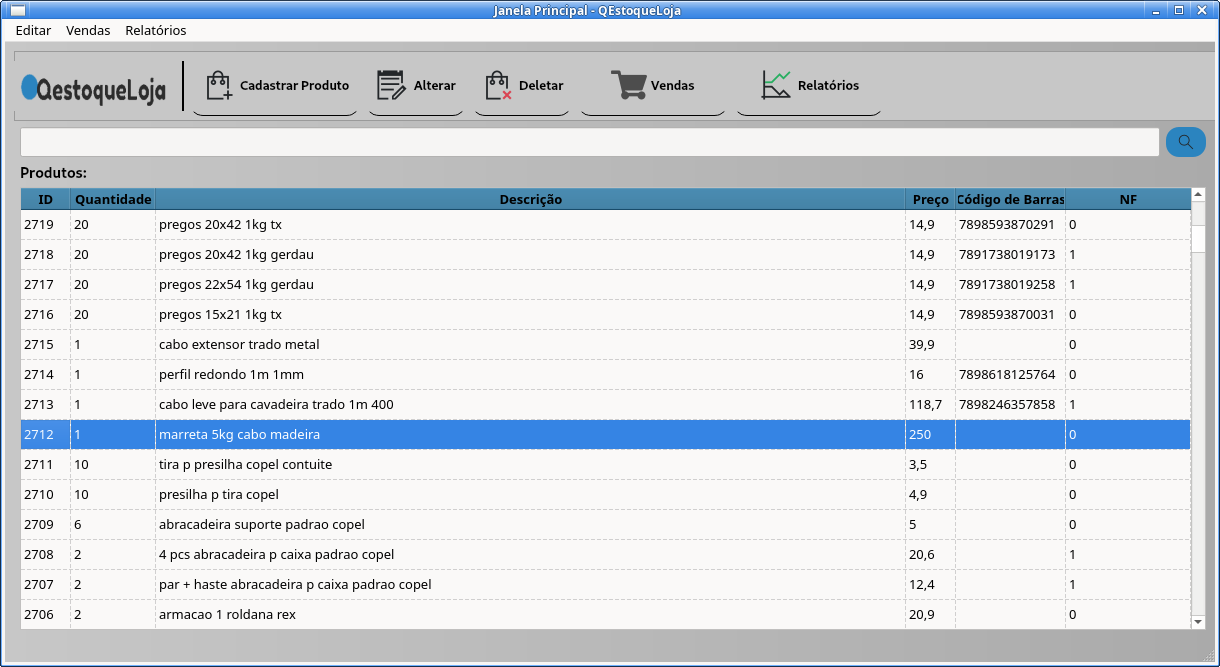 Janela Principal - QEstoqueLoja
Editar Vendas Relatórios
QestoqueLoja Cadastrar Produto Alterar Deletar Vendas Relatórios
Produtos:
ID Quantidade Descrição Preço Código de Barras NF
2719 20 pregos 20x42 1kg tx 14,9 7898593870291 0
2718 20 pregos 20x42 1kg gerdau 14,9 7891738019173 1
2717 20 pregos 22x54 1kg gerdau 14,9 7891738019258 1
2716 20 pregos 15x21 1kg tx 14,9 7898593870031 0
2715 1 cabo extensor trado metal 39,9 0
2714 1 perfil redondo 1m 1mm 16 7898618125764 0
2713 1 cabo leve para cavadeira trado 1m 400 118,7 7898246357858 1
2712 1 marreta 5kg cabo madeira 250 0
2711 10 tira p presilha copel contuite 3,5 0
2710 10 presilha p tira copel 4,9 0
2709 6 abracadeira suporte padrao copel 5 0
2708 2 4 pcs abracadeira p caixa padrao copel 20,6 1
2707 2 par + haste abracadeira p caixa padrao copel 12,4 1
2706 2 armacao 1 roldana rex 20,9 0